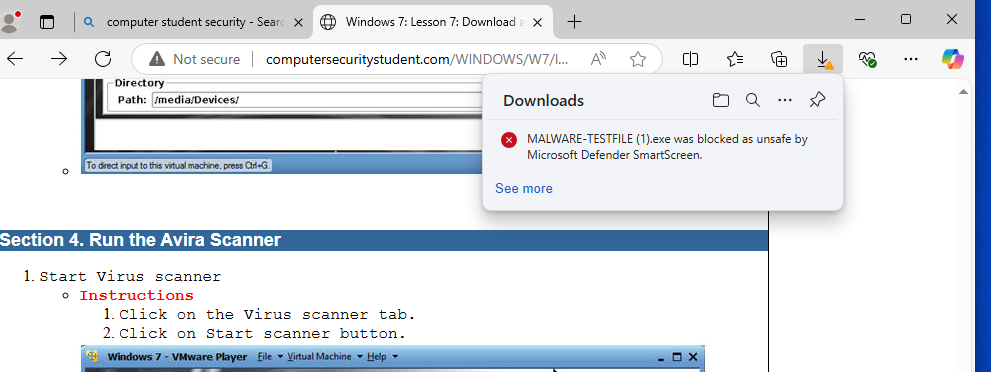 computer student security - Searc
Windows 7: Lesson 7: Download a
Not secure
computersecuritystudent.com/WINDOWS/W7/l...
Directory
Path: /media/Devices/
To direct input to this virtual machine, press Ctrl+G.
Downloads
MALWARE-TESTFILE (1).exe was blocked as unsafe by
Microsoft Defender SmartScreen.
See more
Section 4. Run the Avira Scanner
1. Start Virus scanner
Instructions
1. Click on the Virus scanner tab.
2. Click on Start scanner button.
Windows 7 - VMware Player File Virtual Machine Help